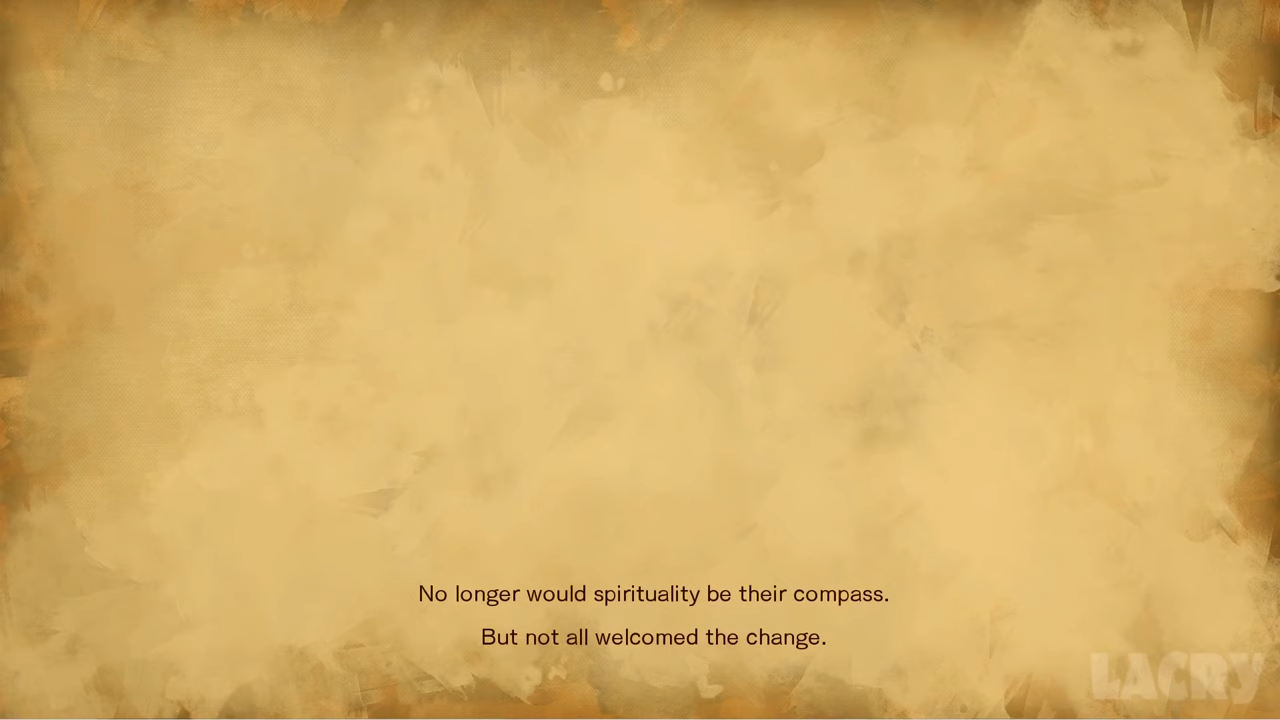 No longer would spirituality be their compass.
But not all welcomed the change.
LACRY